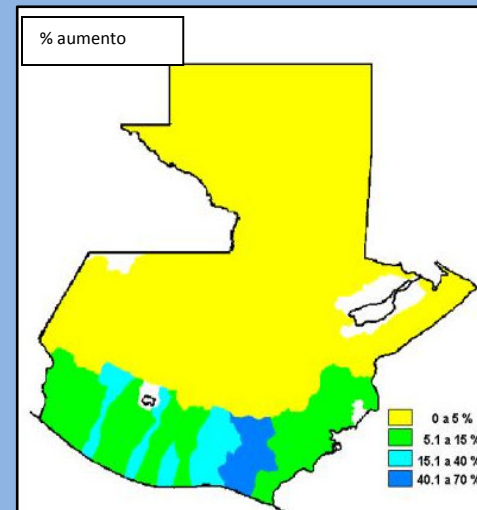 % aumento
0 a 5 %
5.1 a 15 %
15.1 a 40 %
40.1 a 70 %